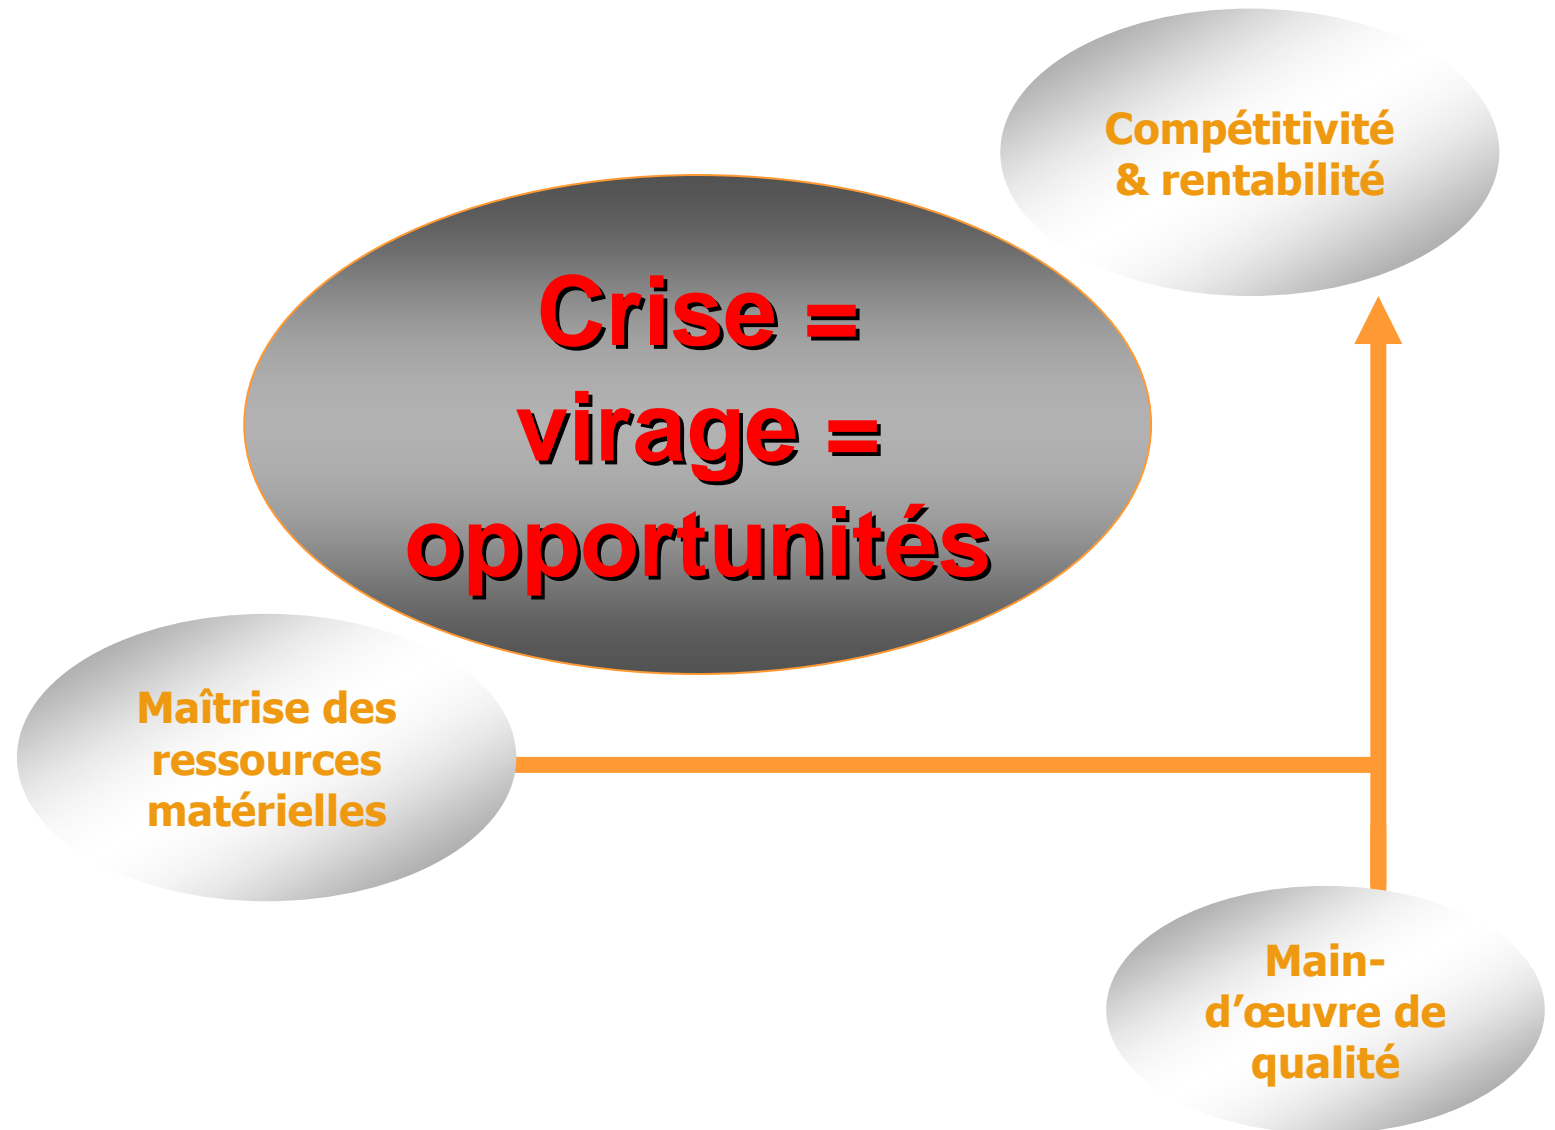 Compétitivité
& rentabilité
Crise =
virage =
opportunités
Maîtrise des
ressources
matérielles
Main-
d’œuvre de
qualité